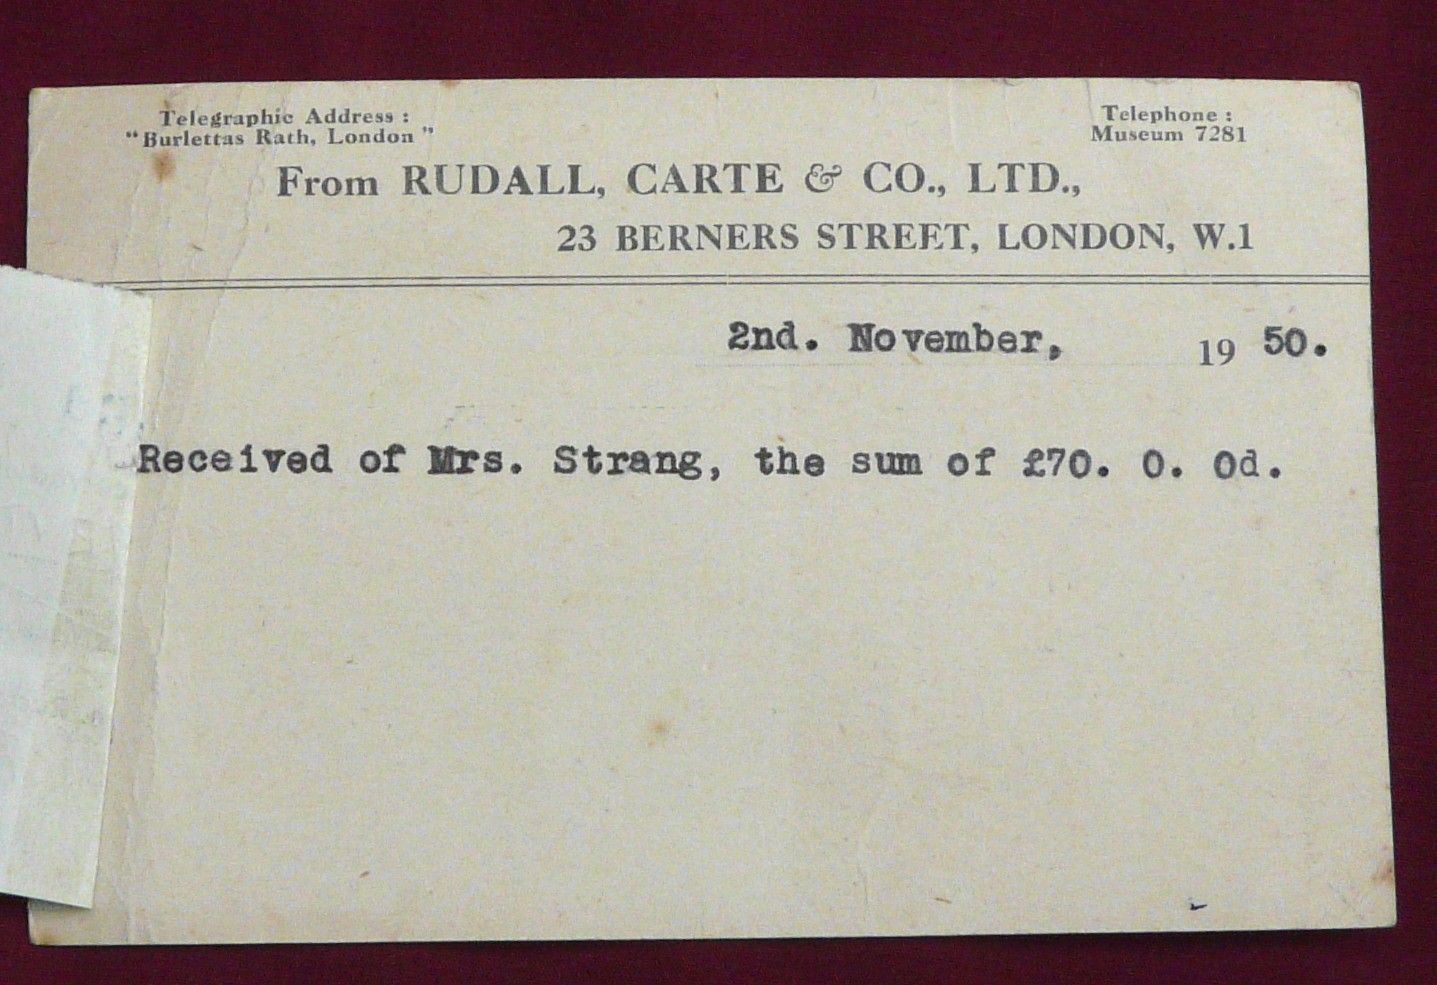 Telegraphic Address :
"Burlettas Rath, London"
Telephone :
Museum 7281
From RUDALL, CARTE & CO., LTD.,
23 BERNERS STREET, LONDON, W.1
2nd. November, 19 50.
Received of Mrs. Strang, the sum of £70. 0. 0d.